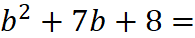 b² + 7b + 8 =